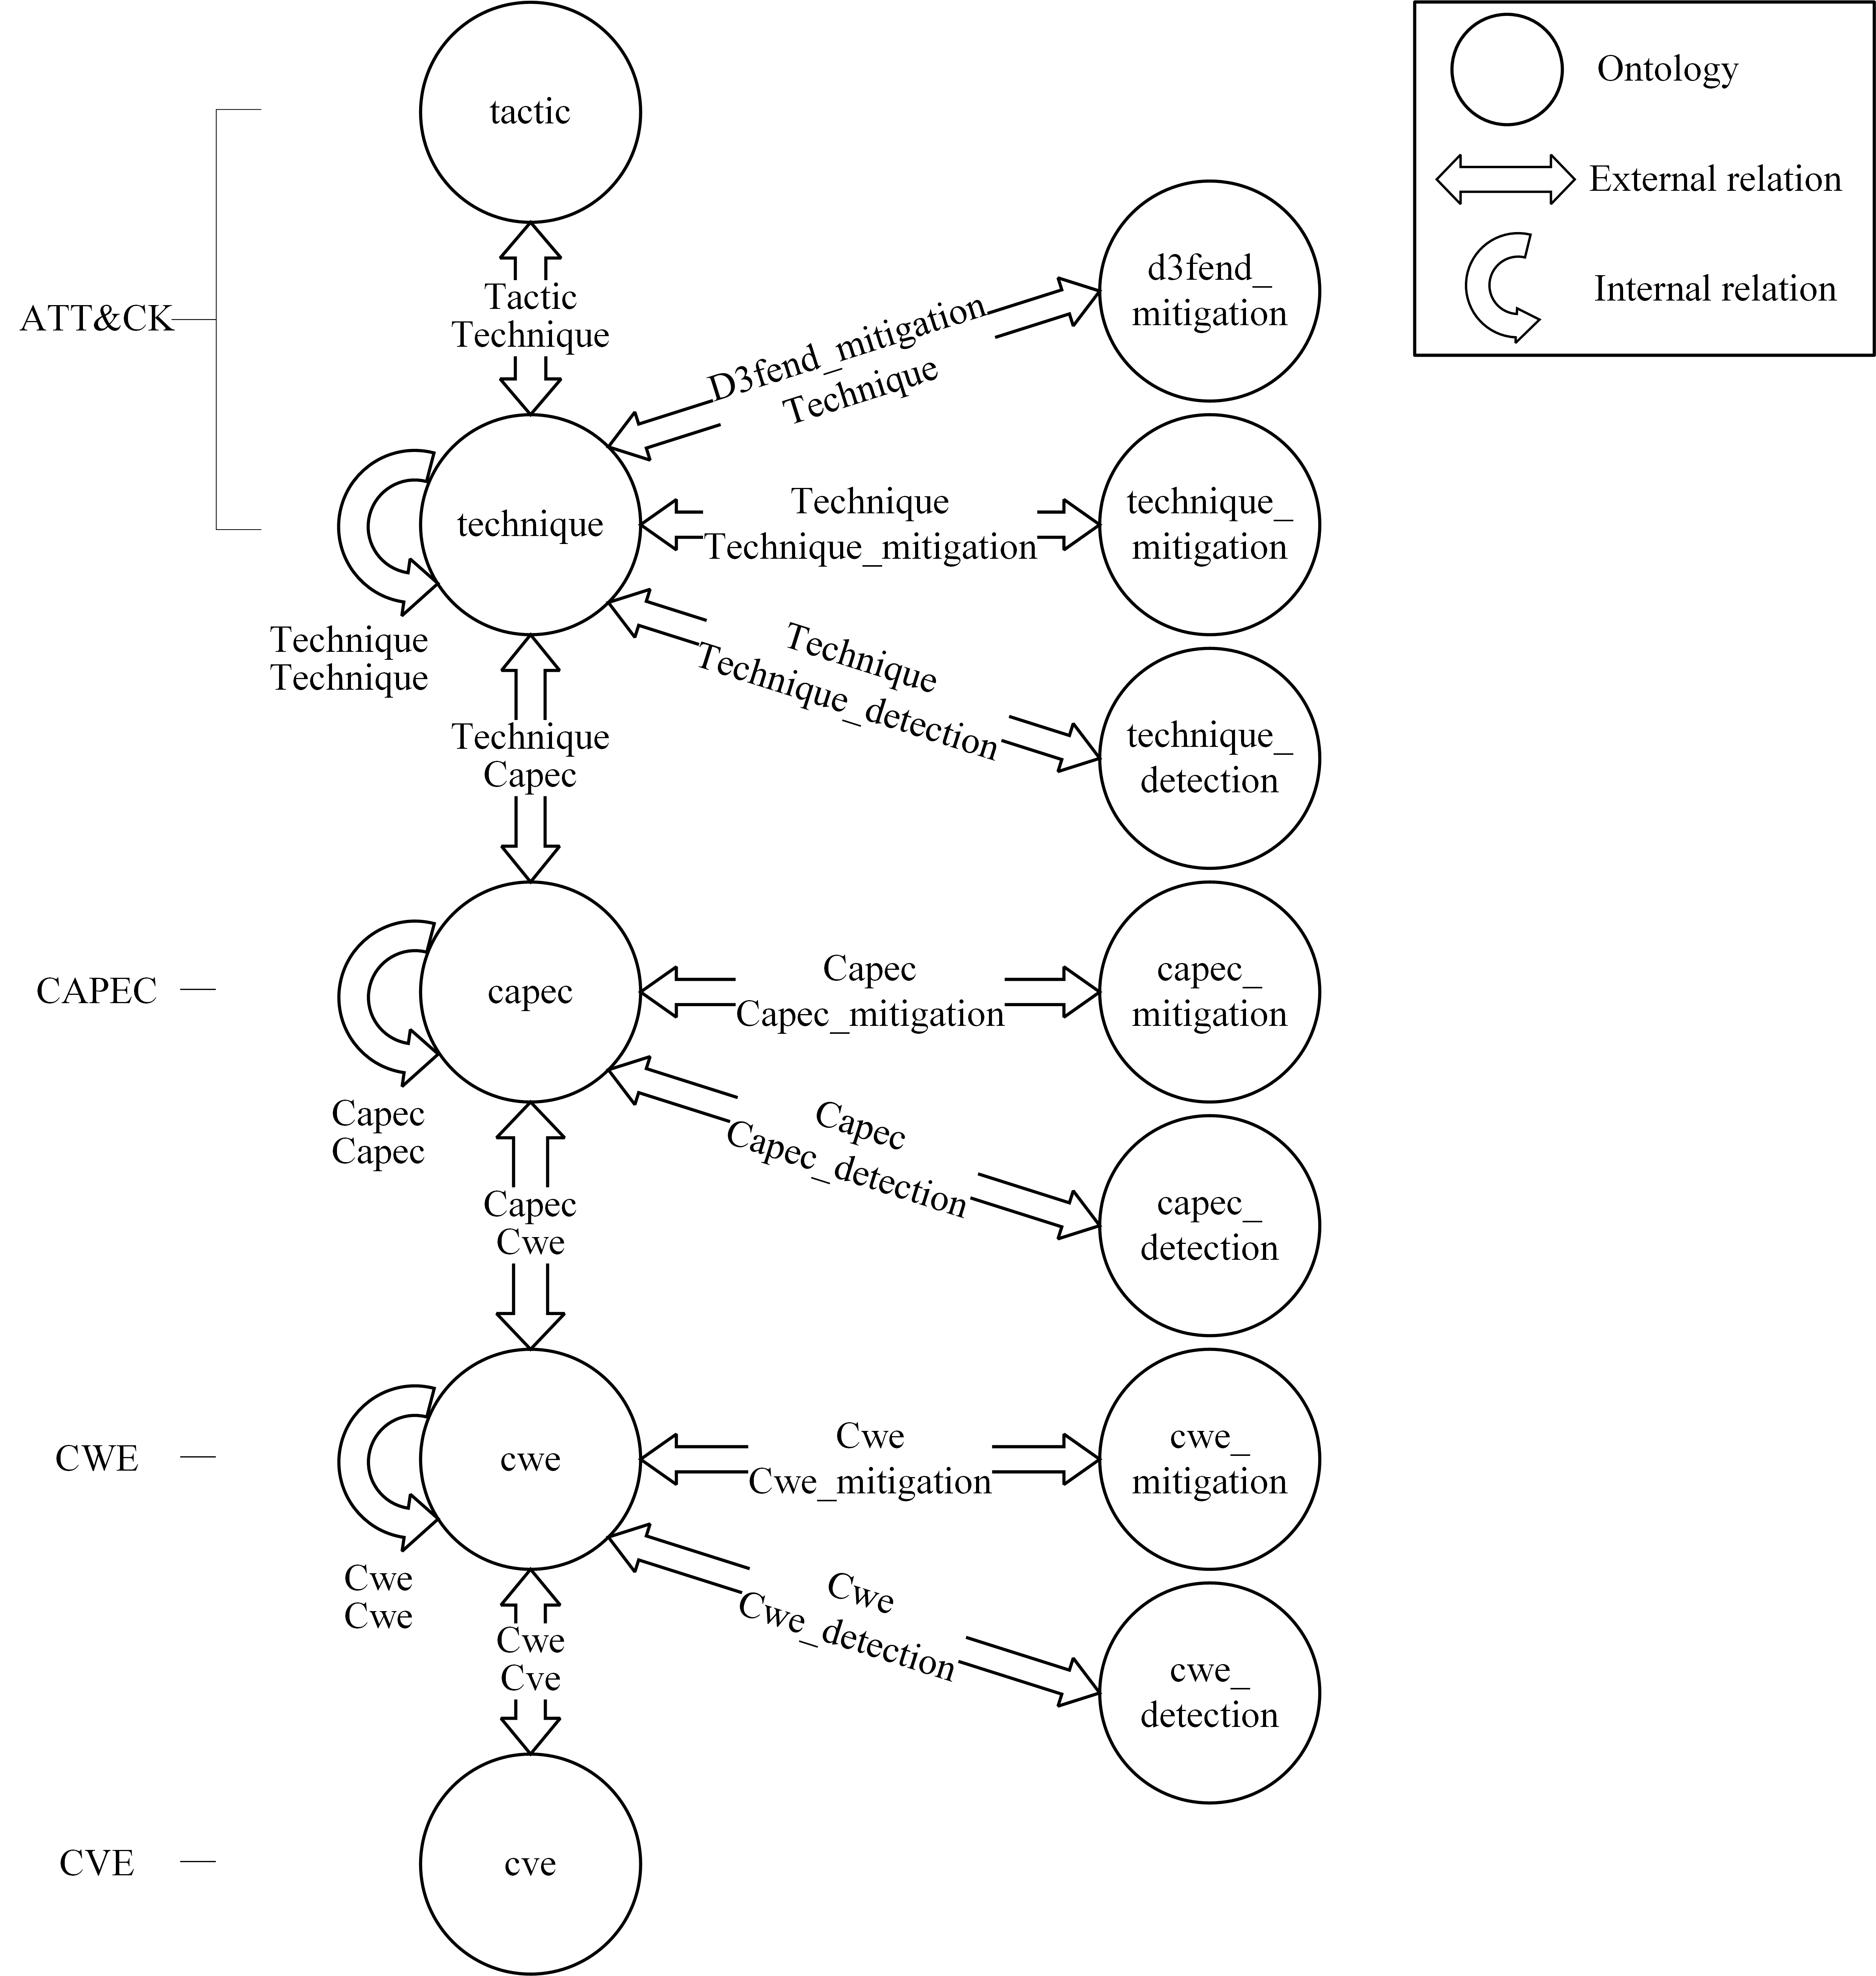 tactic
Ontology
External relation
Internal relation
ATT&CK
Tactic
Technique
d3fend_
mitigation
D3fend_mitigation
Technique
technique
Technique
Technique_mitigation
technique_
mitigation
Technique
Technique
Technique
Technique_detection
technique_
detection
Technique
Capec
CAPEC
capec
Capec
Capec_mitigation
capec_
mitigation
Capec
Capec
Capec
Capec_detection
capec_
detection
Capec
Cwe
CWE
cwe
Cwe
Cwe_mitigation
cwe_
mitigation
Cwe
Cwe
Cwe
Cwe_detection
cwe_
detection
Cwe
Cve
CVE
cve